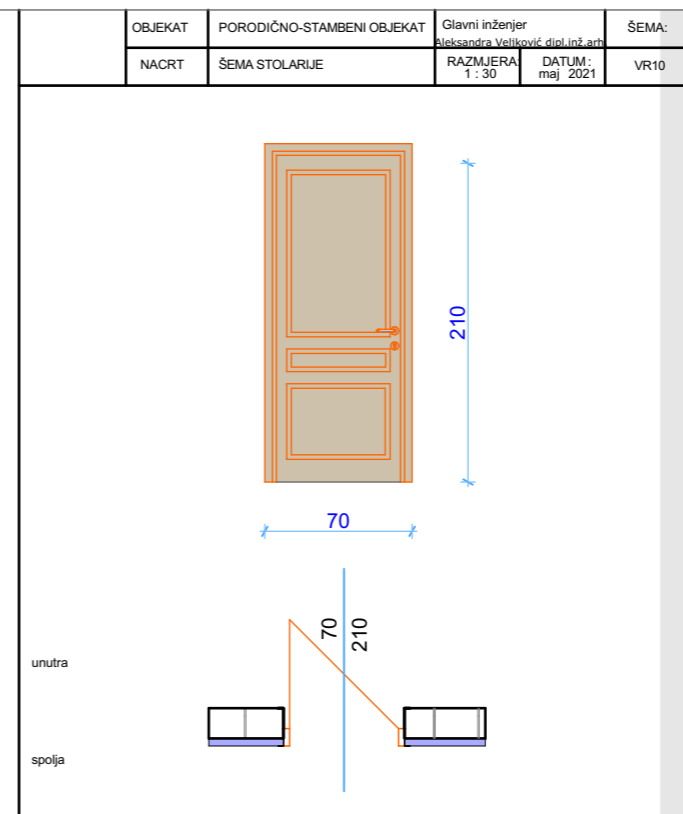 OBJEKAT
PORODIČNO-STAMBENI OBJEKAT
Glavni inženjer
Aleksandra Veljković dipl.inž.arh
ŠEMA:
NACRT
ŠEMA STOLARIJE
RAZMJERA:
1 : 30
DATUM :
maj 2021
VR10
210
70
70
210
unutra
spolja